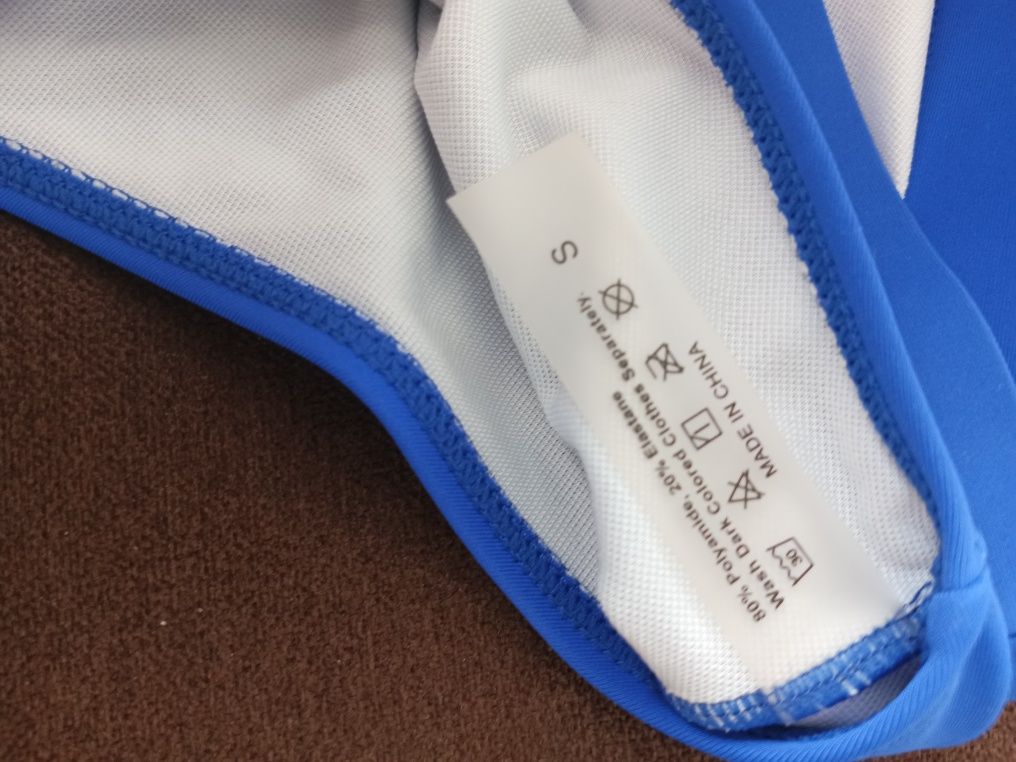 80% Polyamide, 20% Elastane
Wash Dark Colored Clothes Separately.
30
MADE IN CHINA
S